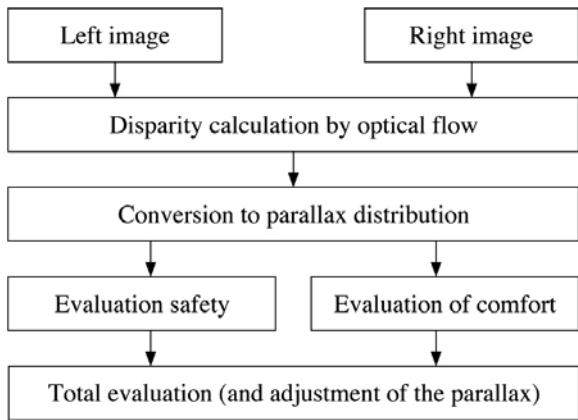 Left image
Right image
Disparity calculation by optical flow
Conversion to parallax distribution
Evaluation safety
Evaluation of comfort
Total evaluation (and adjustment of the parallax)